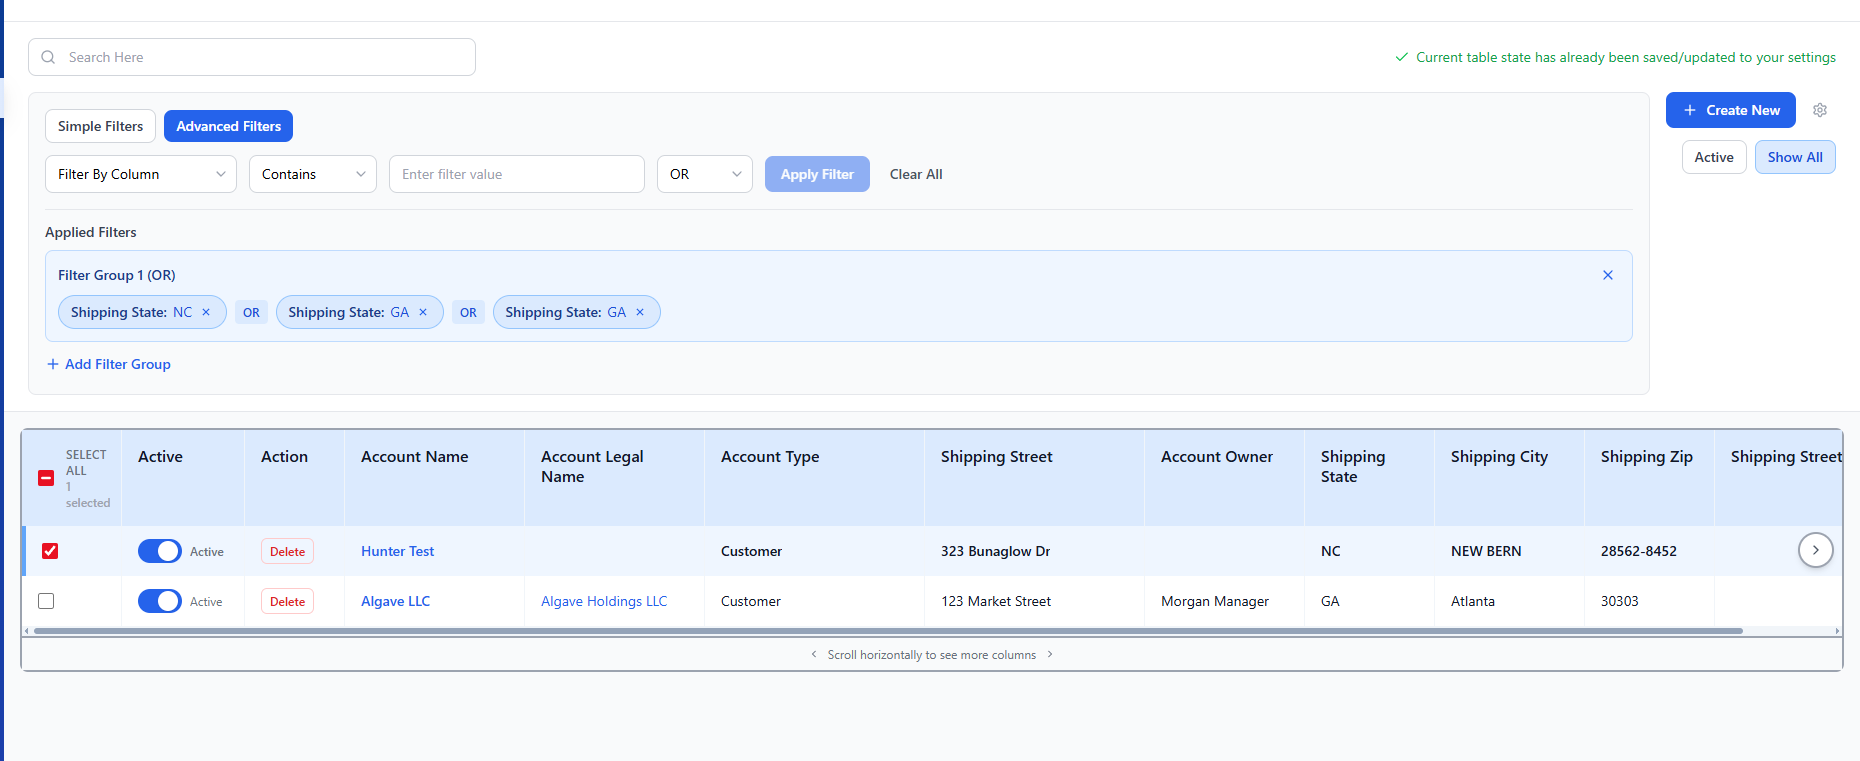 Search Here
Current table state has already been saved/updated to your settings
Simple Filters
Advanced Filters
Create New
Filter By Column
Contains
Enter filter value
OR
Apply Filter
Clear All
Active
Show All
Applied Filters
Filter Group 1 (OR)
Shipping State: NC × OR Shipping State: GA × OR Shipping State: GA ×
+ Add Filter Group
SELECT ALL
1 selected
Active
Action
Account Name
Account Legal Name
Account Type
Shipping Street
Account Owner
Shipping State
Shipping City
Shipping Zip
Shipping Street
Active Delete Hunter Test Customer 323 Bunaglow Dr NC NEW BERN 28562-8452
Active Delete Algave LLC Algave Holdings LLC Customer 123 Market Street Morgan Manager GA Atlanta 30303
Scroll horizontally to see more columns